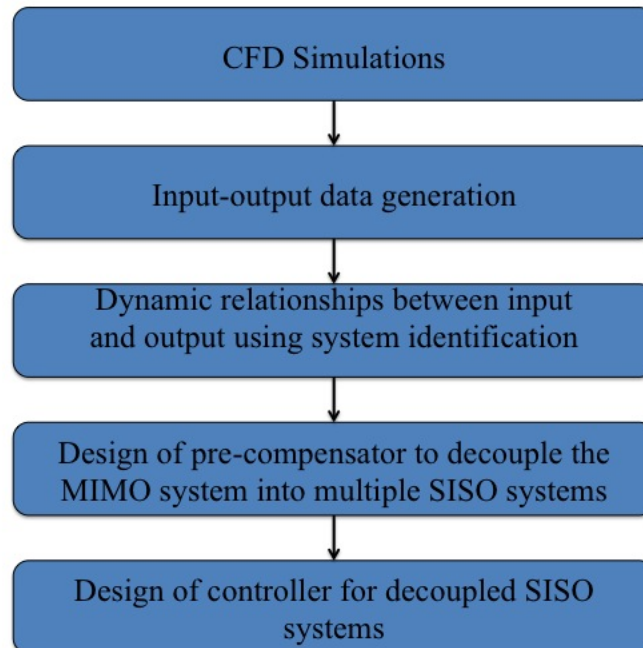 CFD Simulations
Input-output data generation
Dynamic relationships between input
and output using system identification
Design of pre-compensator to decouple the
MIMO system into multiple SISO systems
Design of controller for decoupled SISO
systems